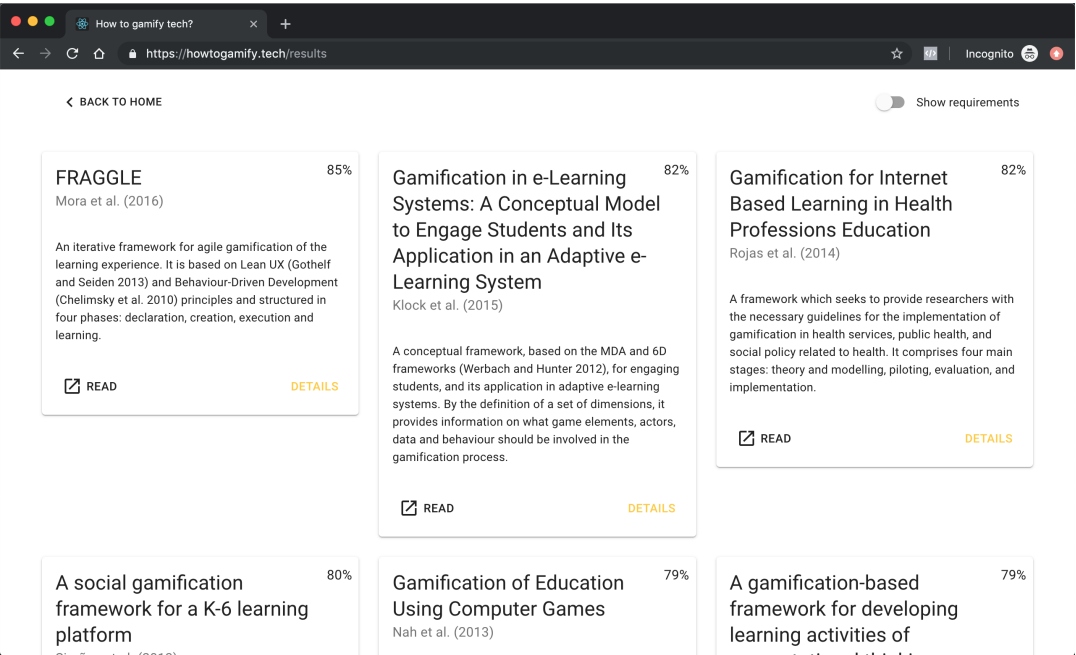 How to gamify tech?
https://howtogamify.tech/results
Incognito
BACK TO HOME
Show requirements
FRAGGLE
85%
Mora et al. (2016)
An iterative framework for agile gamification of the
learning experience. It is based on Lean UX (Gothelf
and Seiden 2013) and Behaviour-Driven Development
(Chelimsky et al. 2010) principles and structured in
four phases: declaration, creation, execution and
learning.
READ
DETAILS
Gamification in e-Learning
82%
Systems: A Conceptual Model
to Engage Students and Its
Application in an Adaptive e-
Learning System
Klock et al. (2015)
A conceptual framework, based on the MDA and 6D
frameworks (Werbach and Hunter 2012), for engaging
students, and its application in adaptive e-learning
systems. By the definition of a set of dimensions, it
provides information on what game elements, actors,
data and behaviour should be involved in the
gamification process.
READ
DETAILS
Gamification for Internet
82%
Based Learning in Health
Professions Education
Rojas et al. (2014)
A framework which seeks to provide researchers with
the necessary guidelines for the implementation of
gamification in health services, public health, and
social policy related to health. It comprises four main
stages: theory and modelling, piloting, evaluation, and
implementation.
READ
DETAILS
A social gamification
80%
framework for a K-6 learning
platform
Gamification of Education
79%
Using Computer Games
Nah et al. (2013)
A gamification-based
79%
framework for developing
learning activities of